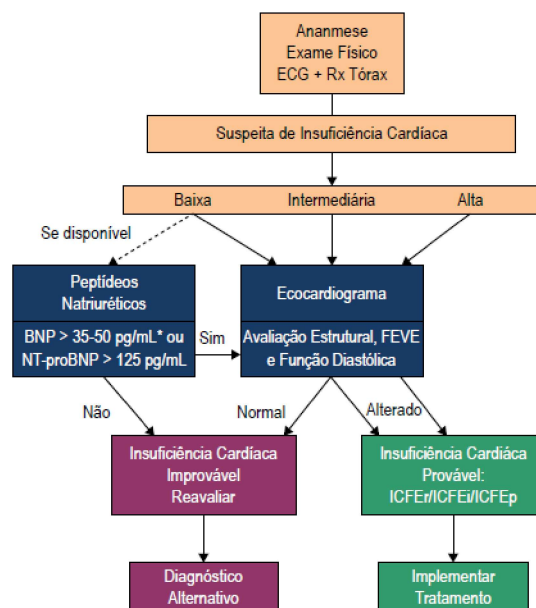 Ananmese
Exame Físico
ECG + Rx Tórax
Suspeita de Insuficiência Cardíaca
Baixa Intermediária Alta
Se disponível
Peptídeos
Natriuréticos
BNP > 35-50 pg/mL* ou
NT-proBNP > 125 pg/mL
Sim
Ecocardiograma
Avaliação Estrutural, FEVE
e Função Diastólica
Não
Normal
Alterado
Insuficiência Cardíaca
Improvável
Reavaliar
Insuficiência Cardiáca
Provável:
ICFEr/ICFEi/ICFEp
Diagnóstico
Alternativo
Implementar
Tratamento